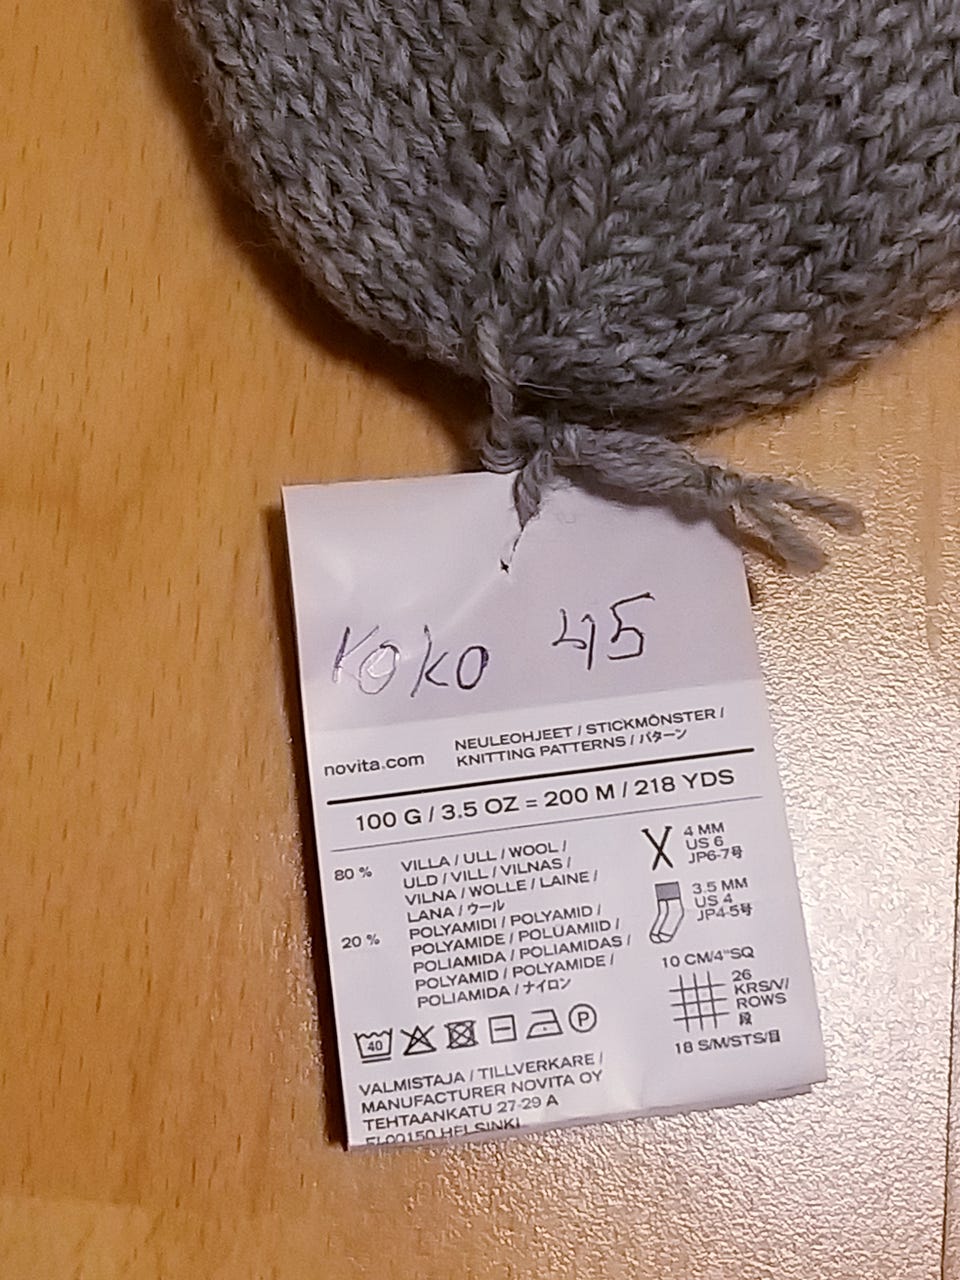 KOKO 45
novita.com
NEULEOHJEET / STICKMÖNSTER /
KNITTING PATTERNS / パターン
100 G / 3.5 OZ = 200 M / 218 YDS
80 %
VILLA / ULL / WOOL /
ULD / VILL / VILNAS /
VILNA / WOLLE / LAINE /
LANA / ウール
20 %
POLYAMIDI / POLYAMID /
POLYAMIDE / POLUAMIID /
POLIAMIDA / POLIAMIDAS /
POLYAMID / POLYAMIDE /
POLIAMIDA / ナイロン
4 MM
US 6
JP6-7号
3.5 MM
US 4
JP4-5号
10 CM/4"SQ
26
KRS/V/
ROWS
段
18 S/M/STS/目
40
P
VALMISTAJA / TILLVERKARE /
MANUFACTURER NOVITA OY
TEHTAANKATU 27-29 A
FI-00150 HELSINKI